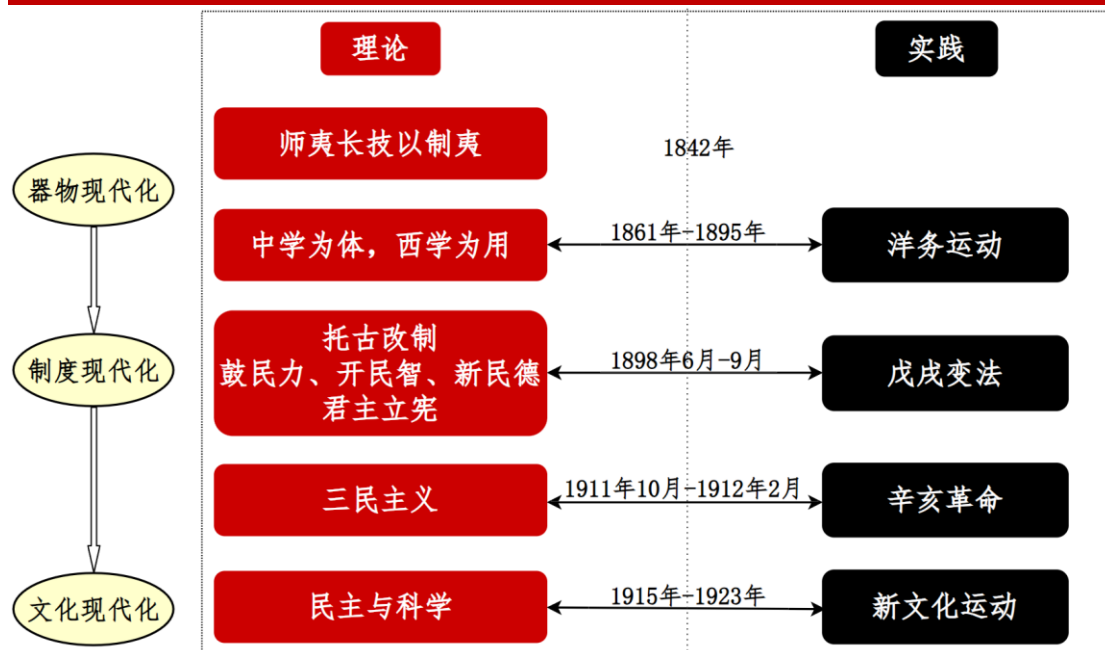 理论
实践
师夷长技以制夷
1842年
器物现代化
中学为体，西学为用
1861年-1895年
洋务运动
托古改制
鼓民力、开民智、新民德
君主立宪
1898年6月-9月
戊戌变法
制度现代化
三民主义
1911年10月-1912年2月
辛亥革命
文化现代化
民主与科学
1915年-1923年
新文化运动